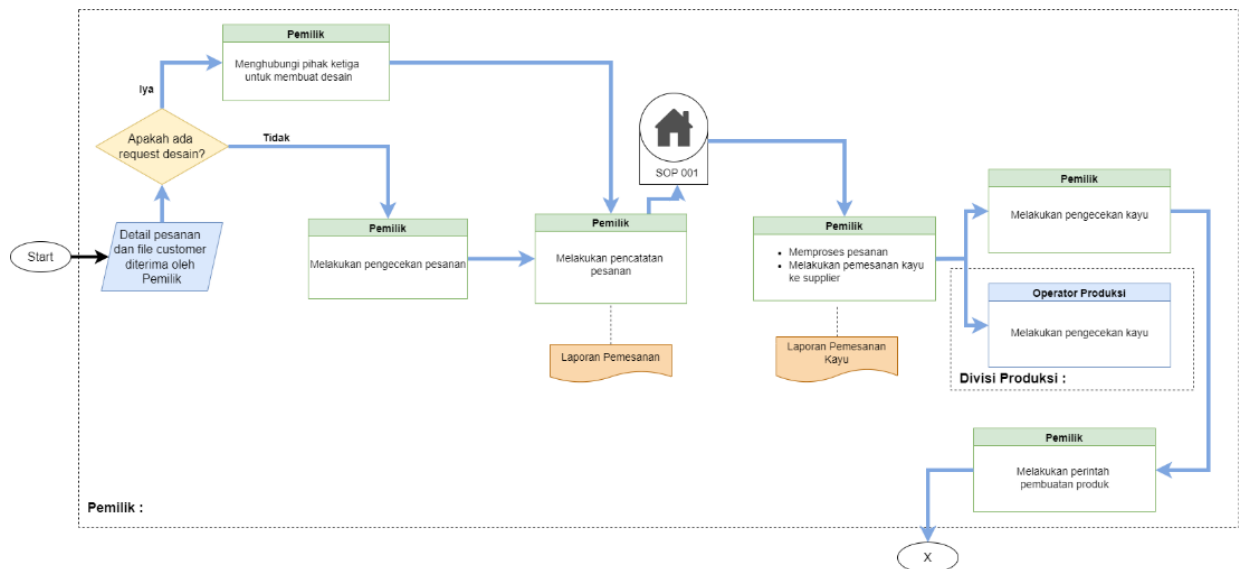 Pemilik
Menghubungi pihak ketiga
untuk membuat desain
Iya
Apakah ada
request desain?
Tidak
SOP 001
Start
Detail pesanan
dan file customer
diterima oleh
Pemilik
Pemilik
Melakukan pengecekan pesanan
Pemilik
Melakukan pencatatan
pesanan
Laporan Pemesanan
Pemilik
Memproses pesanan
Melakukan pemesanan kayu
ke supplier
Laporan Pemesanan
Kayu
Pemilik
Melakukan pengecekan kayu
Operator Produksi
Melakukan pengecekan kayu
Divisi Produksi :
Pemilik
Melakukan perintah
pembuatan produk
Pemilik :
X